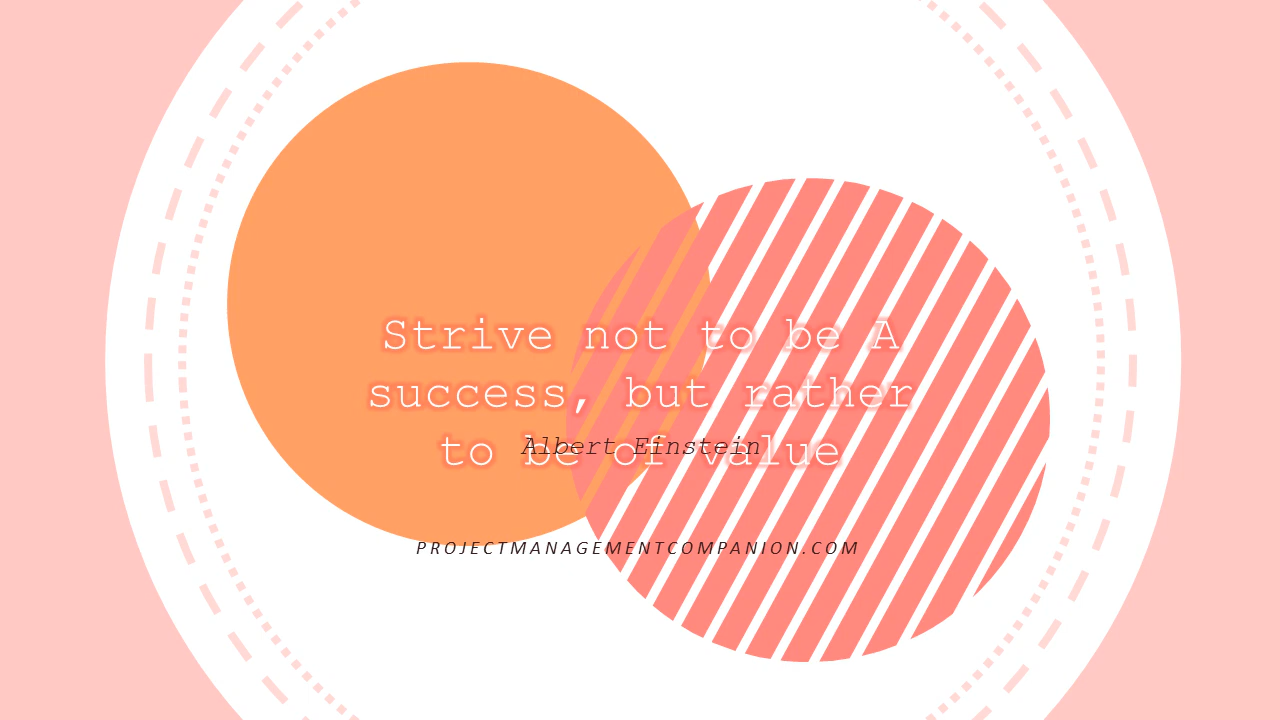 Strive not to be A
success, but rather
to be of value
Albert Einstein
PROJECTMANAGEMENTCOMPANION.COM